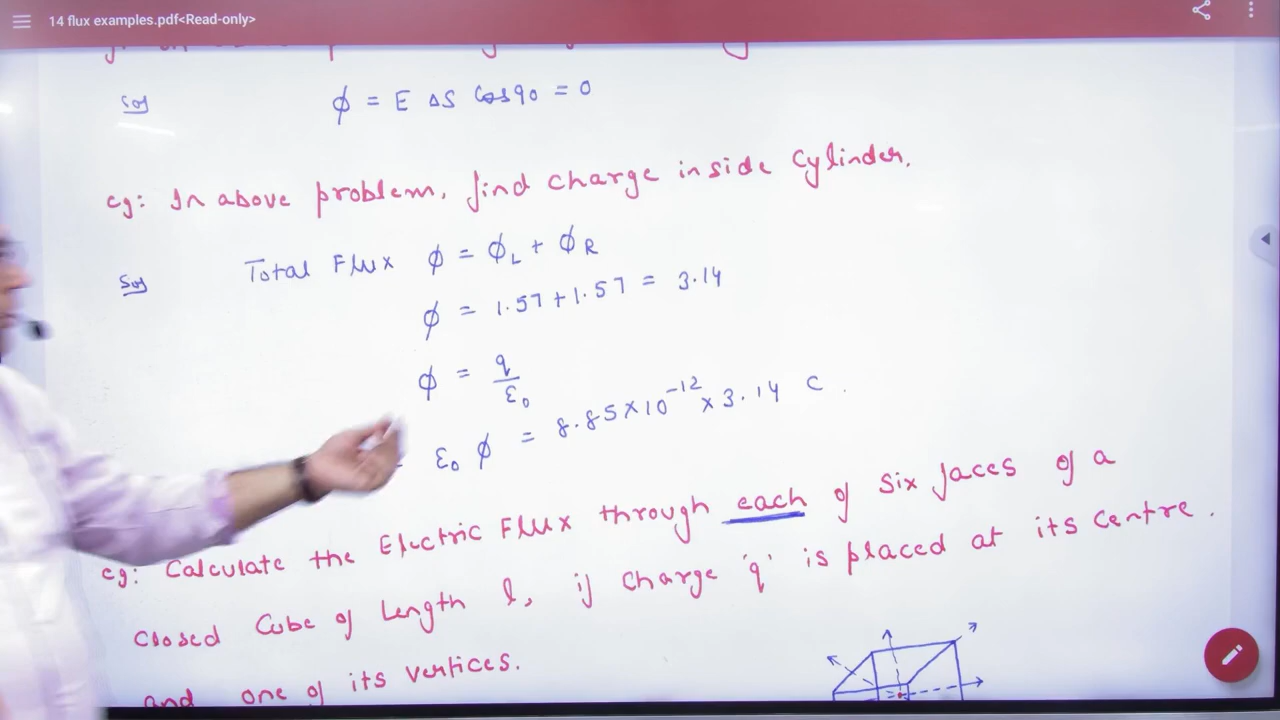 14 flux examples.pdf<Read-only>
Sol
ϕ = E ΔS Cos90 = 0
eg: In above problem, find charge inside Cylinder.
Sol
Total Flux ϕ = ϕL + ϕR
ϕ = 1.57 + 1.57 = 3.14
ϕ = q/ε₀
ε₀ ϕ = 8.85×10⁻¹² × 3.14 C
eg: Calculate the Electric Flux through each of Six faces of a
Closed Cube of Length l, if Charge 'q' is placed at its Centre.
and one of its vertices.